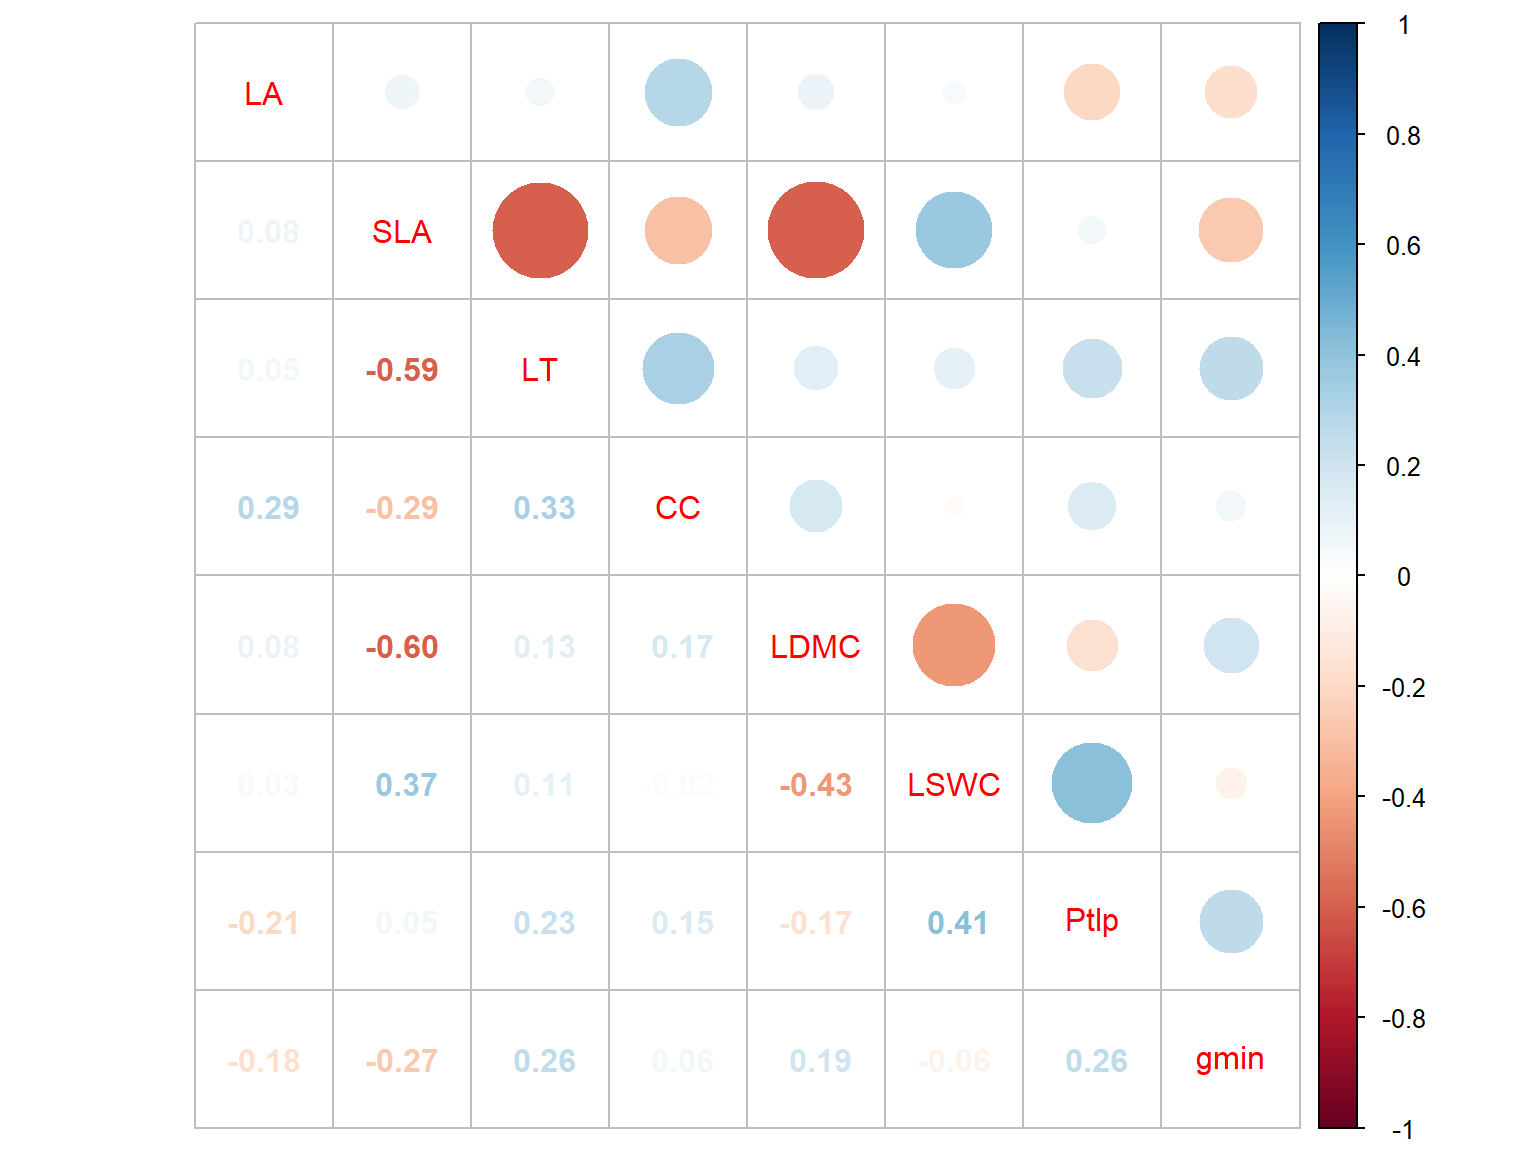 LA
0.08 SLA
0.05 -0.59 LT
0.29 -0.29 0.33 CC
0.08 -0.60 0.13 0.17 LDMC
0.03 0.37 0.11 -0.02 -0.43 LSWC
-0.21 0.05 0.23 0.15 -0.17 0.41 Ptlp
-0.18 -0.27 0.26 0.06 0.19 -0.06 0.26 gmin
1
0.8
0.6
0.4
0.2
0
-0.2
-0.4
-0.6
-0.8
-1